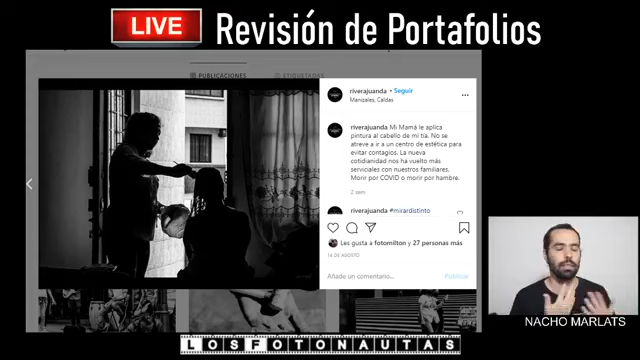 LIVE Revisión de Portafolios
PUBLICACIONES ETIQUETADAS
riverajuanda • Seguir
Manizales, Caldas
riverajuanda Mi Mamá le aplica
pintura al cabello de mi tía. No se
atreve a ir a un centro de estética para
evitar contagios. La nueva
cotidianidad nos ha vuelto más
serviciales con nuestros familiares.
Morir por COVID o morir por hambre.
2 sem
riverajuanda #mirardistinto
Les gusta a fotomilton y 27 personas más
14 DE AGOSTO
Añade un comentario... Publicar
NACHO MARLATS
LOSFOTONAUTAS